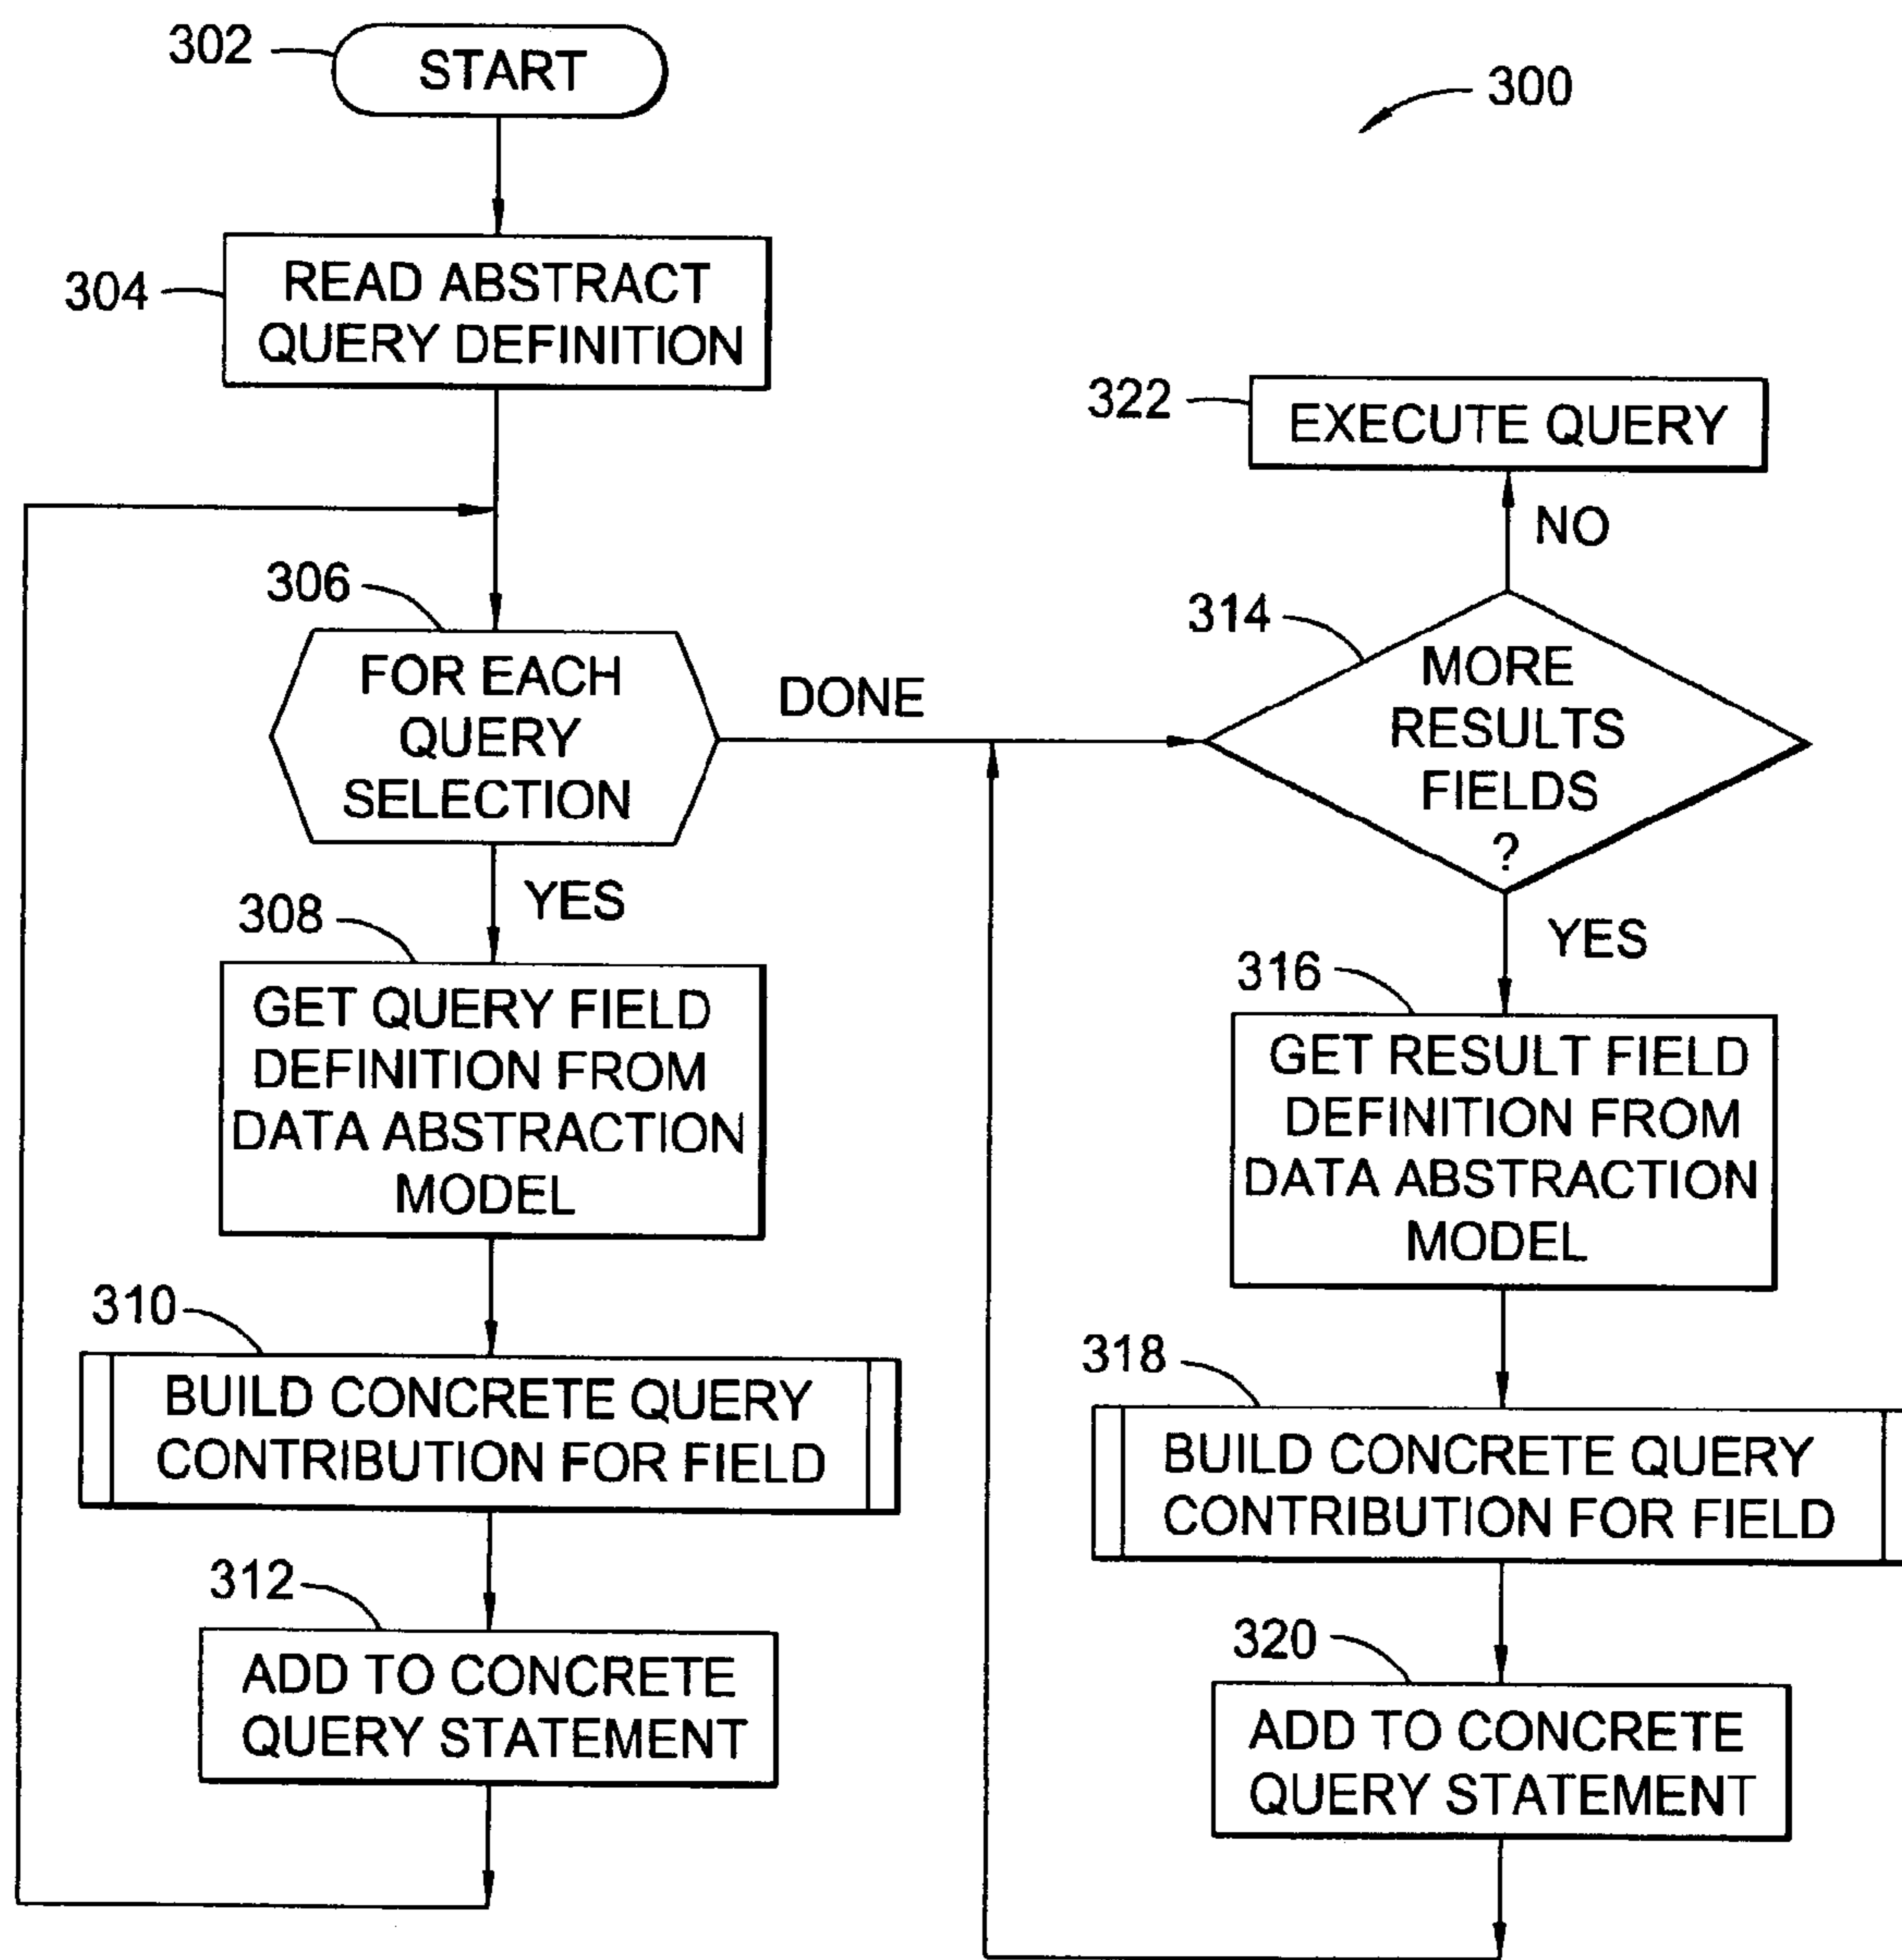 302
START
300
304
READ ABSTRACT
QUERY DEFINITION
322
EXECUTE QUERY
NO
306
FOR EACH
QUERY
SELECTION
DONE
314
MORE
RESULTS
FIELDS
?
YES
308
GET QUERY FIELD
DEFINITION FROM
DATA ABSTRACTION
MODEL
YES
316
GET RESULT FIELD
DEFINITION FROM
DATA ABSTRACTION
MODEL
310
BUILD CONCRETE QUERY
CONTRIBUTION FOR FIELD
318
BUILD CONCRETE QUERY
CONTRIBUTION FOR FIELD
312
ADD TO CONCRETE
QUERY STATEMENT
320
ADD TO CONCRETE
QUERY STATEMENT